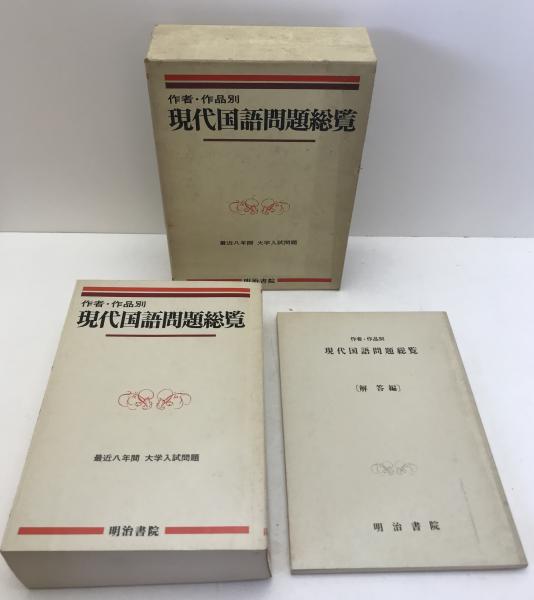 作者・作品別
現代国語問題総覧
最近八年間 大学入試問題
明治書院
作者・作品別
現代国語問題総覧
最近八年間 大学入試問題
明治書院
作者・作品別
現代国語問題総覧
〔解答編〕
明治書院